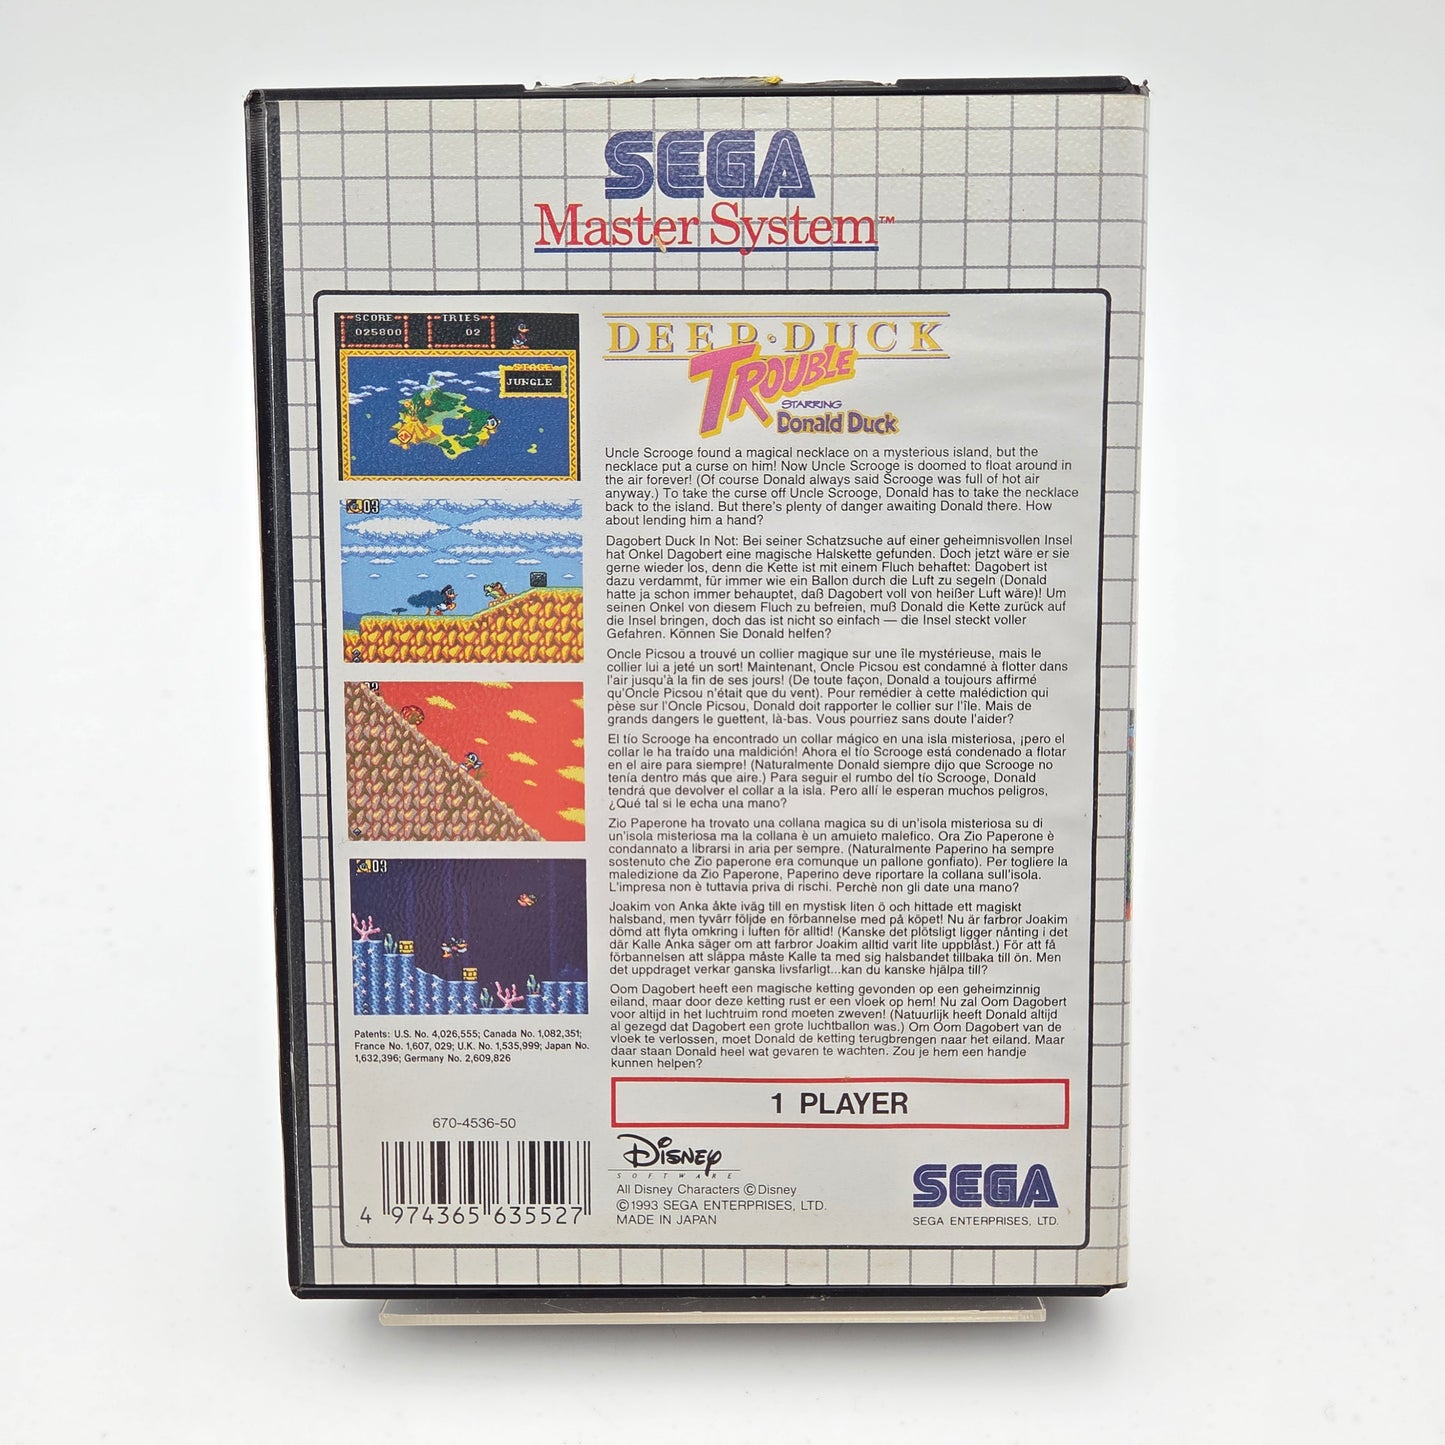 SEGA
Master System™
SCORE
TRIES
025800
02
STAGE
JUNGLE
03
03
DEEP·DUCK
TROUBLE
STARRING
Donald Duck
Uncle Scrooge found a magical necklace on a mysterious island, but the
necklace put a curse on him! Now Uncle Scrooge is doomed to float around in
the air forever! (Of course Donald always said Scrooge was full of hot air
anyway.) To take the curse off Uncle Scrooge, Donald has to take the necklace
back to the island. But there's plenty of danger awaiting Donald there. How
about lending him a hand?
Dagobert Duck In Not: Bei seiner Schatzsuche auf einer geheimnisvollen Insel
hat Onkel Dagobert eine magische Halskette gefunden. Doch jetzt wäre er sie
gerne wieder los, denn die Kette ist mit einem Fluch behaftet: Dagobert ist
dazu verdammt, für immer wie ein Ballon durch die Luft zu segeln (Donald
hatte ja schon immer behauptet, daß Dagobert voll von heißer Luft wäre)! Um
seinen Onkel von diesem Fluch zu befreien, muß Donald die Kette zurück auf
die Insel bringen, doch das ist nicht so einfach — die Insel steckt voller
Gefahren. Können Sie Donald helfen?
Oncle Picsou a trouvé un collier magique sur une île mystérieuse, mais le
collier lui a jeté un sort! Maintenant, Oncle Picsou est condamné à flotter dans
l'air jusqu'à la fin de ses jours! (De toute façon, Donald a toujours affirmé
qu'Oncle Picsou n'était que du vent). Pour remédier à cette malédiction qui
pèse sur l'Oncle Picsou, Donald doit rapporter le collier sur l'île. Mais de
grands dangers le guettent, là-bas. Vous pourriez sans doute l'aider?
El tío Scrooge ha encontrado un collar mágico en una isla misteriosa, ¡pero el
collar le ha traído una maldición! Ahora el tío Scrooge está condenado a flotar
en el aire para siempre! (Naturalmente Donald siempre dijo que Scrooge no
tenía dentro más que aire.) Para seguir el rumbo del tío Scrooge, Donald
tendrá que devolver el collar a la isla. Pero allí le esperan muchos peligros,
¿Qué tal si le echa una mano?
Zio Paperone ha trovato una collana magica su di un'isola misteriosa su di
un'isola misteriosa ma la collana è un amuieto malefico. Ora Zio Paperone è
condannato a librarsi in aria per sempre. (Naturalmente Paperino ha sempre
sostenuto che Zio paperone era comunque un pallone gonfiato). Per togliere la
maledizione da Zio Paperone, Paperino deve riportare la collana sull'isola.
L'impresa non è tuttavia priva di rischi. Perchè non gli date una mano?
Joakim von Anka åkte iväg till en mystisk liten ö och hittade ett magiskt
halsband, men tyvärr följde en förbannelse med på köpet! Nu är farbror Joakim
dömd att flyta omkring i luften för alltid! (Kanske det plötsligt ligger nånting i det
där Kalle Anka säger om att farbror Joakim alltid varit lite uppblåst.) För att få
förbannelsen att släppa måste Kalle ta med sig halsbandet tillbaka till ön. Men
det uppdraget verkar ganska livsfarligt...kan du kanske hjälpa till?
Oom Dagobert heeft een magische ketting gevonden op een geheimzinnig
eiland, maar door deze ketting rust er een vloek op hem! Nu zal Oom Dagobert
voor altijd in het luchtruim rond moeten zweven! (Natuurlijk heeft Donald altijd
al gezegd dat Dagobert een grote luchtballon was.) Om Oom Dagobert van de
vloek te verlossen, moet Donald de ketting terugbrengen naar het eiland. Maar
daar staan Donald heel wat gevaren te wachten. Zou je hem een handje
kunnen helpen?
Patents: U.S. No. 4,026,555; Canada No. 1,082,351;
France No. 1,607, 029; U.K. No. 1,535,999; Japan No.
1,632,396; Germany No. 2,609,826
1 PLAYER
670-4536-50
4 974365 635527
Disney
SOFTWARE
All Disney Characters ©Disney
©1993 SEGA ENTERPRISES, LTD.
MADE IN JAPAN
SEGA
SEGA ENTERPRISES, LTD.